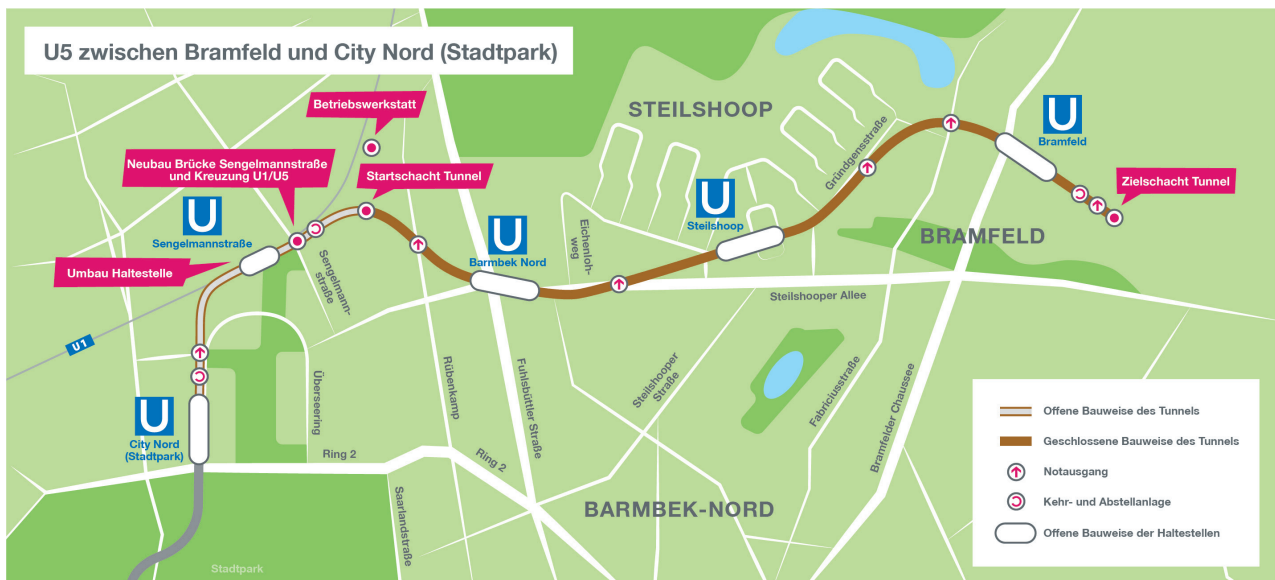 U5 zwischen Bramfeld und City Nord (Stadtpark)
Betriebswerkstatt
Neubau Brücke Sengelmannstraße
und Kreuzung U1/U5
Startschacht Tunnel
U
Sengelmannstraße
Umbau Haltestelle
Sengelmann-
straße
U1
U
City Nord
(Stadtpark)
Überseering
Ring 2
Ring 2
Rübenkamp
Saarlandstraße
Stadtpark
U
Barmbek Nord
Fuhlsbüttler Straße
STEILSHOOP
Eichenloh-
weg
U
Steilshoop
Gründgensstraße
U
Bramfeld
Zielschacht Tunnel
BRAMFELD
Steilshooper Allee
Steilshooper
Straße
Fabriciusstraße
Bramfelder Chaussee
BARMBEK-NORD
Offene Bauweise des Tunnels
Geschlossene Bauweise des Tunnels
Notausgang
Kehr- und Abstellanlage
Offene Bauweise der Haltestellen